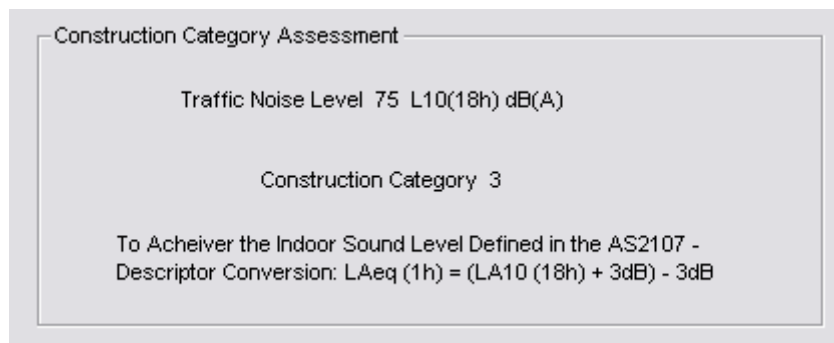 Construction Category Assessment
Traffic Noise Level 75 L10(18h) dB(A)
Construction Category 3
To Acheiver the Indoor Sound Level Defined in the AS2107 -
Descriptor Conversion: LAeq (1h) = (LA10 (18h) + 3dB) - 3dB